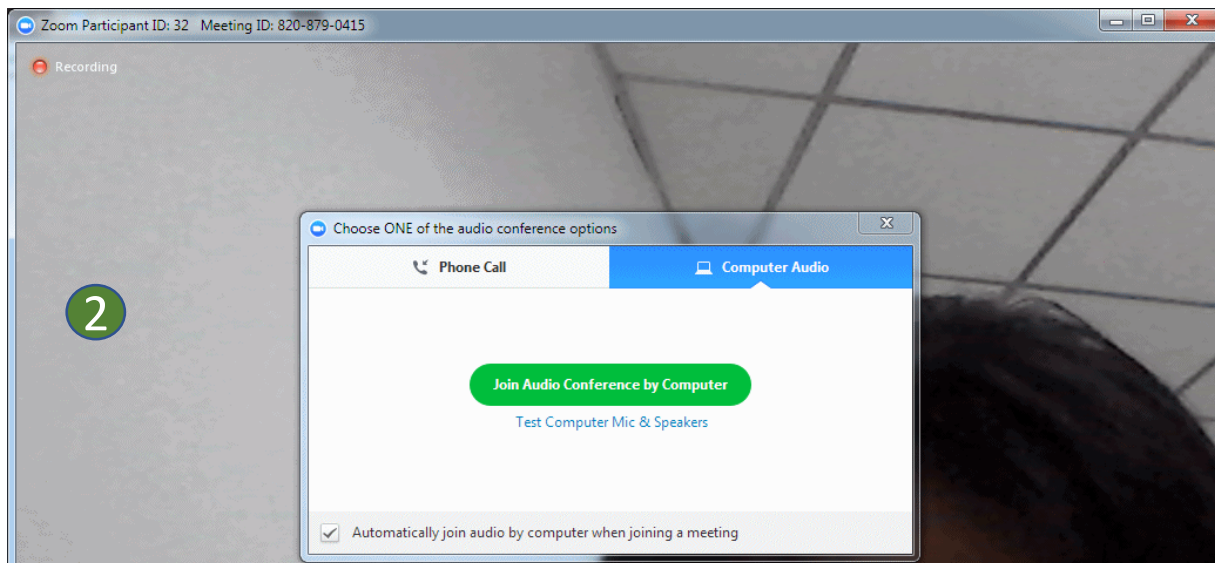 Zoom Participant ID: 32 Meeting ID: 820-879-0415
Recording
Choose ONE of the audio conference options
Phone Call
Computer Audio
2
Join Audio Conference by Computer
Test Computer Mic & Speakers
Automatically join audio by computer when joining a meeting